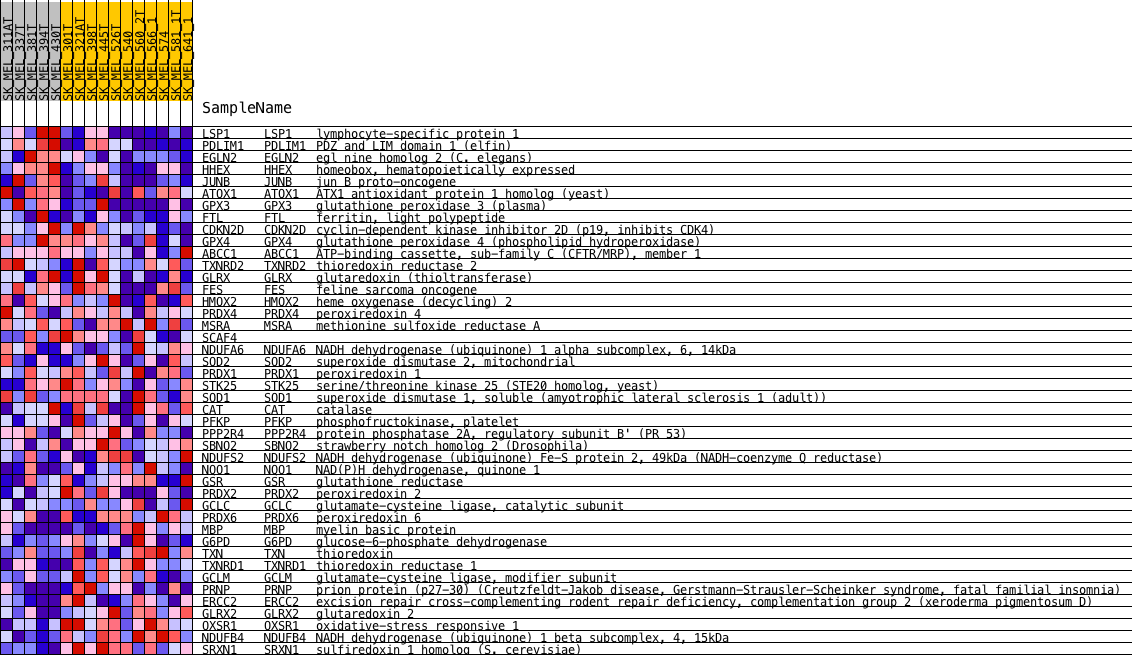 SK_MEL_311AT
SK_MEL_337T
SK_MEL_381T
SK_MEL_394T
SK_MEL_430T
SK_MEL_301T
SK_MEL_321AT
SK_MEL_398T
SK_MEL_445T
SK_MEL_526T
SK_MEL_540
SK_MEL_560_2T
SK_MEL_566_1
SK_MEL_574
SK_MEL_581_1T
SK_MEL_641_1
SampleName
LSP1 LSP1 lymphocyte-specific protein 1
PDLIM1 PDLIM1 PDZ and LIM domain 1 (elfin)
EGLN2 EGLN2 egl nine homolog 2 (C. elegans)
HHEX HHEX homeobox, hematopoietically expressed
JUNB JUNB jun B proto-oncogene
ATOX1 ATOX1 ATX1 antioxidant protein 1 homolog (yeast)
GPX3 GPX3 glutathione peroxidase 3 (plasma)
FTL FTL ferritin, light polypeptide
CDKN2D CDKN2D cyclin-dependent kinase inhibitor 2D (p19, inhibits CDK4)
GPX4 GPX4 glutathione peroxidase 4 (phospholipid hydroperoxidase)
ABCC1 ABCC1 ATP-binding cassette, sub-family C (CFTR/MRP), member 1
TXNRD2 TXNRD2 thioredoxin reductase 2
GLRX GLRX glutaredoxin (thioltransferase)
FES FES feline sarcoma oncogene
HMOX2 HMOX2 heme oxygenase (decycling) 2
PRDX4 PRDX4 peroxiredoxin 4
MSRA MSRA methionine sulfoxide reductase A
SCAF4
NDUFA6 NDUFA6 NADH dehydrogenase (ubiquinone) 1 alpha subcomplex, 6, 14kDa
SOD2 SOD2 superoxide dismutase 2, mitochondrial
PRDX1 PRDX1 peroxiredoxin 1
STK25 STK25 serine/threonine kinase 25 (STE20 homolog, yeast)
SOD1 SOD1 superoxide dismutase 1, soluble (amyotrophic lateral sclerosis 1 (adult))
CAT CAT catalase
PFKP PFKP phosphofructokinase, platelet
PPP2R4 PPP2R4 protein phosphatase 2A, regulatory subunit B' (PR 53)
SBNO2 SBNO2 strawberry notch homolog 2 (Drosophila)
NDUFS2 NDUFS2 NADH dehydrogenase (ubiquinone) Fe-S protein 2, 49kDa (NADH-coenzyme Q reductase)
NQO1 NQO1 NAD(P)H dehydrogenase, quinone 1
GSR GSR glutathione reductase
PRDX2 PRDX2 peroxiredoxin 2
GCLC GCLC glutamate-cysteine ligase, catalytic subunit
PRDX6 PRDX6 peroxiredoxin 6
MBP MBP myelin basic protein
G6PD G6PD glucose-6-phosphate dehydrogenase
TXN TXN thioredoxin
TXNRD1 TXNRD1 thioredoxin reductase 1
GCLM GCLM glutamate-cysteine ligase, modifier subunit
PRNP PRNP prion protein (p27-30) (Creutzfeldt-Jakob disease, Gerstmann-Strausler-Scheinker syndrome, fatal familial insomnia)
ERCC2 ERCC2 excision repair cross-complementing rodent repair deficiency, complementation group 2 (xeroderma pigmentosum D)
GLRX2 GLRX2 glutaredoxin 2
OXSR1 OXSR1 oxidative-stress responsive 1
NDUFB4 NDUFB4 NADH dehydrogenase (ubiquinone) 1 beta subcomplex, 4, 15kDa
SRXN1 SRXN1 sulfiredoxin 1 homolog (S. cerevisiae)